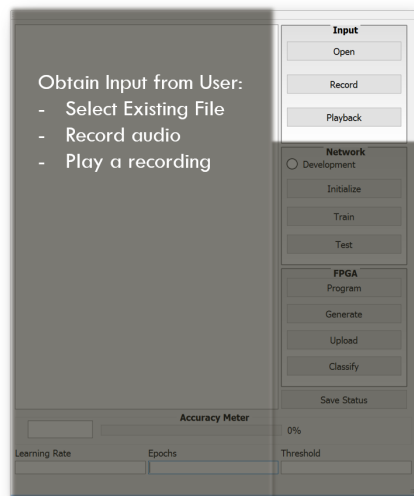 Input
Open
Record
Playback
Obtain Input from User:
- Select Existing File
- Record audio
- Play a recording
Network
Development
Initialize
Train
Test
FPGA
Program
Generate
Upload
Classify
Save Status
Accuracy Meter
0%
Learning Rate Epochs Threshold